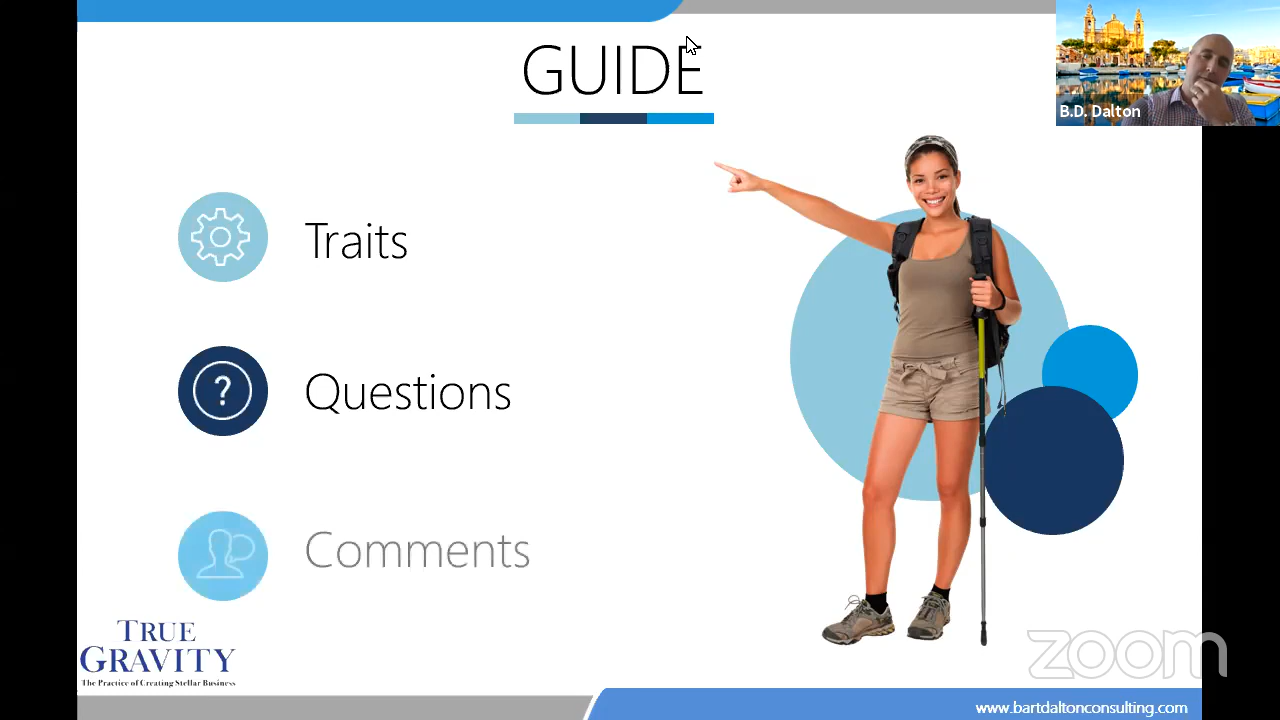 GUIDE
B.D. Dalton
Traits
?
Questions
Comments
TRUE
GRAVITY
The Practice of Creating Stellar Business
zoom
www.bartdaltonconsulting.com